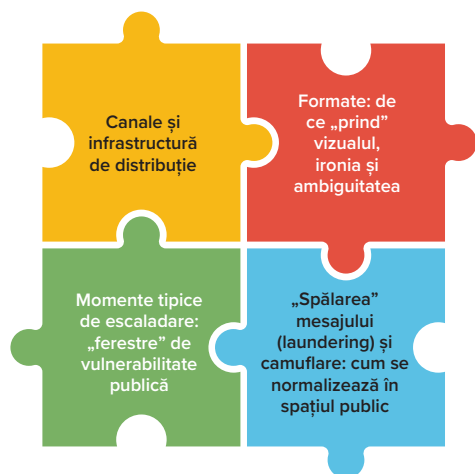 Canale și
infrastructură
de distribuție
Formate: de
ce „prind”
vizualul,
ironia și
ambiguitatea
Momente tipice
de escaladare:
„ferestre” de
vulnerabilitate
publică
„Spălarea”
mesajului
(laundering) și
camuflare: cum se
normalizează în
spațiul public